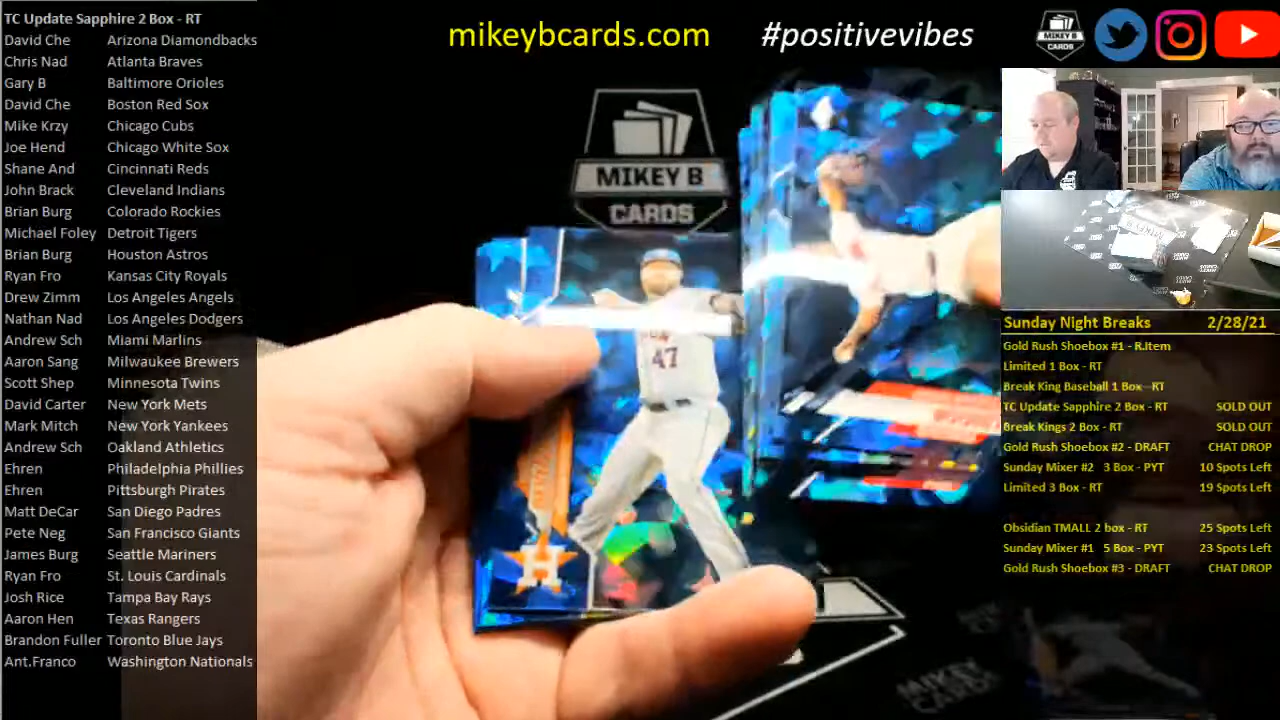 TC Update Sapphire 2 Box - RT
David Che Arizona Diamondbacks
Chris Nad Atlanta Braves
Gary B Baltimore Orioles
David Che Boston Red Sox
Mike Krzy Chicago Cubs
Joe Hend Chicago White Sox
Shane And Cincinnati Reds
John Brack Cleveland Indians
Brian Burg Colorado Rockies
Michael Foley Detroit Tigers
Brian Burg Houston Astros
Ryan Fro Kansas City Royals
Drew Zimm Los Angeles Angels
Nathan Nad Los Angeles Dodgers
Andrew Sch Miami Marlins
Aaron Sang Milwaukee Brewers
Scott Shep Minnesota Twins
David Carter New York Mets
Mark Mitch New York Yankees
Andrew Sch Oakland Athletics
Ehren Philadelphia Phillies
Ehren Pittsburgh Pirates
Matt DeCar San Diego Padres
Pete Neg San Francisco Giants
James Burg Seattle Mariners
Ryan Fro St. Louis Cardinals
Josh Rice Tampa Bay Rays
Aaron Hen Texas Rangers
Brandon Fuller Toronto Blue Jays
Ant.Franco Washington Nationals
mikeybcards.com #positivevibes
MIKEY B
CARDS
MIKEY B
CARDS
47
H
MIKEY
CARDS
Sunday Night Breaks 2/28/21
Gold Rush Shoebox #1 - R.Item
Limited 1 Box - RT
Break King Baseball 1 Box - RT
TC Update Sapphire 2 Box - RT SOLD OUT
Break Kings 2 Box - RT SOLD OUT
Gold Rush Shoebox #2 - DRAFT CHAT DROP
Sunday Mixer #2 3 Box - PYT 10 Spots Left
Limited 3 Box - RT 19 Spots Left
Obsidian TMALL 2 box - RT 25 Spots Left
Sunday Mixer #1 5 Box - PYT 23 Spots Left
Gold Rush Shoebox #3 - DRAFT CHAT DROP